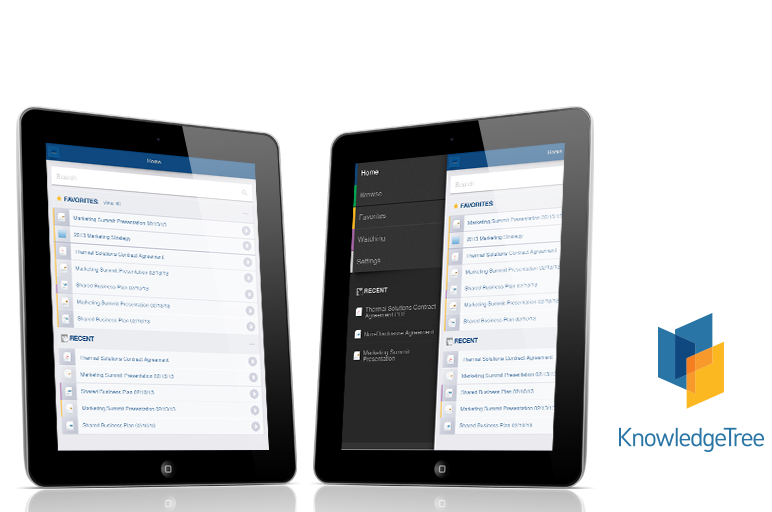 Home
Search
FAVORITES view all
Marketing Summit Presentation 02/13/13
2013 Marketing Strategy
Thermal Solutions Contract Agreement
Marketing Summit Presentation 02/13/13
Shared Business Plan 02/13/13
Marketing Summit Presentation 02/13/13
Shared Business Plan 02/13/13
RECENT
Thermal Solutions Contract Agreement
Marketing Summit Presentation 02/13/13
Shared Business Plan 02/13/13
Marketing Summit Presentation 02/13/13
Shared Business Plan 02/13/13
Home
Browse
Favorites
Watching
Settings
RECENT
Thermal Solutions Contract
Agreement PDF
Non-Disclosure Agreement
Marketing Summit
Presentation
Home
Search
FAVORITES
Marketing Summit Presentation 02/13/13
2013 Marketing Strategy
Thermal Solutions Contract Agreement
Marketing Summit Presentation 02/13/13
Shared Business Plan 02/13/13
Marketing Summit Presentation 02/13/13
Shared Business Plan 02/13/13
RECENT
Thermal Solutions Contract Agreement
Marketing Summit Presentation 02/13/13
Shared Business Plan 02/13/13
Marketing Summit Presentation 02/13/13
Shared Business Plan 02/13/13
KnowledgeTree